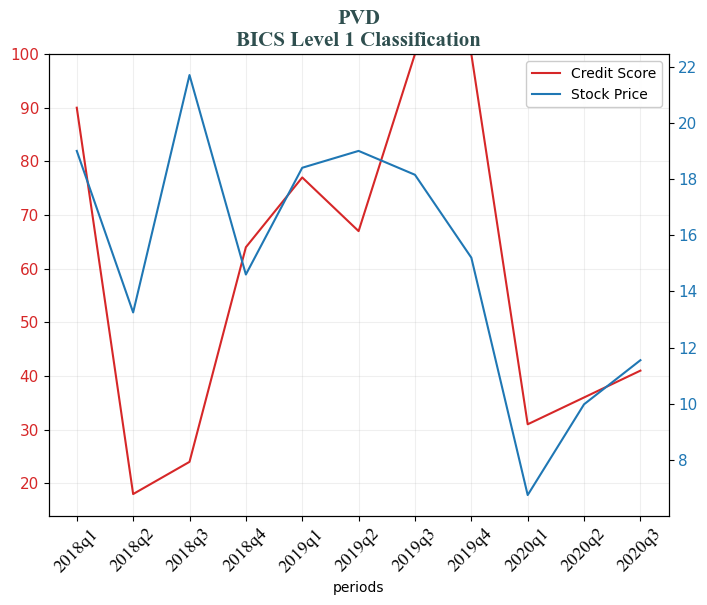 PVD
BICS Level 1 Classification
100
90
80
70
60
50
40
30
20
22
20
18
16
14
12
10
8
Credit Score
Stock Price
2018q1
2018q2
2018q3
2018q4
2019q1
2019q2
2019q3
2019q4
2020q1
2020q2
2020q3
periods